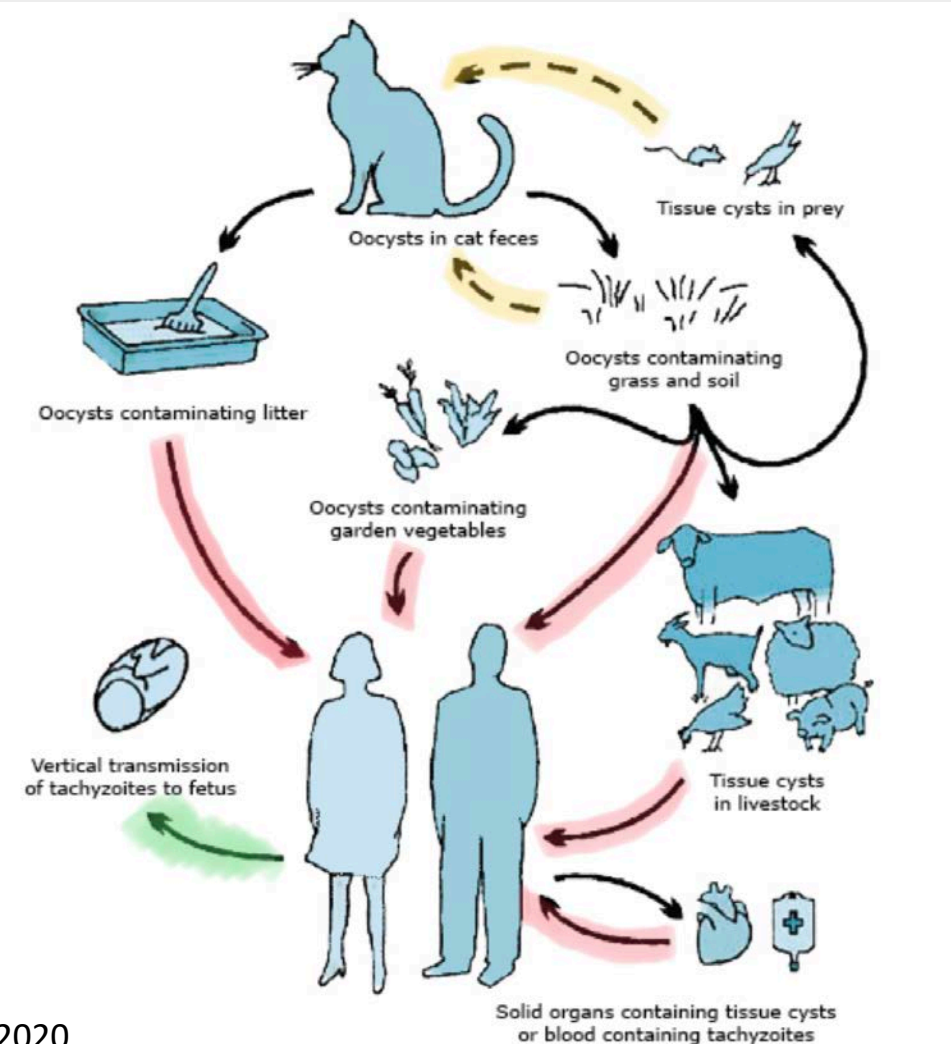 Tissue cysts in prey
Oocysts in cat feces
Oocysts contaminating
grass and soil
Oocysts contaminating litter
Oocysts contaminating
garden vegetables
Vertical transmission
of tachyzoites to fetus
Tissue cysts
in livestock
Solid organs containing tissue cysts
or blood containing tachyzoites
2020